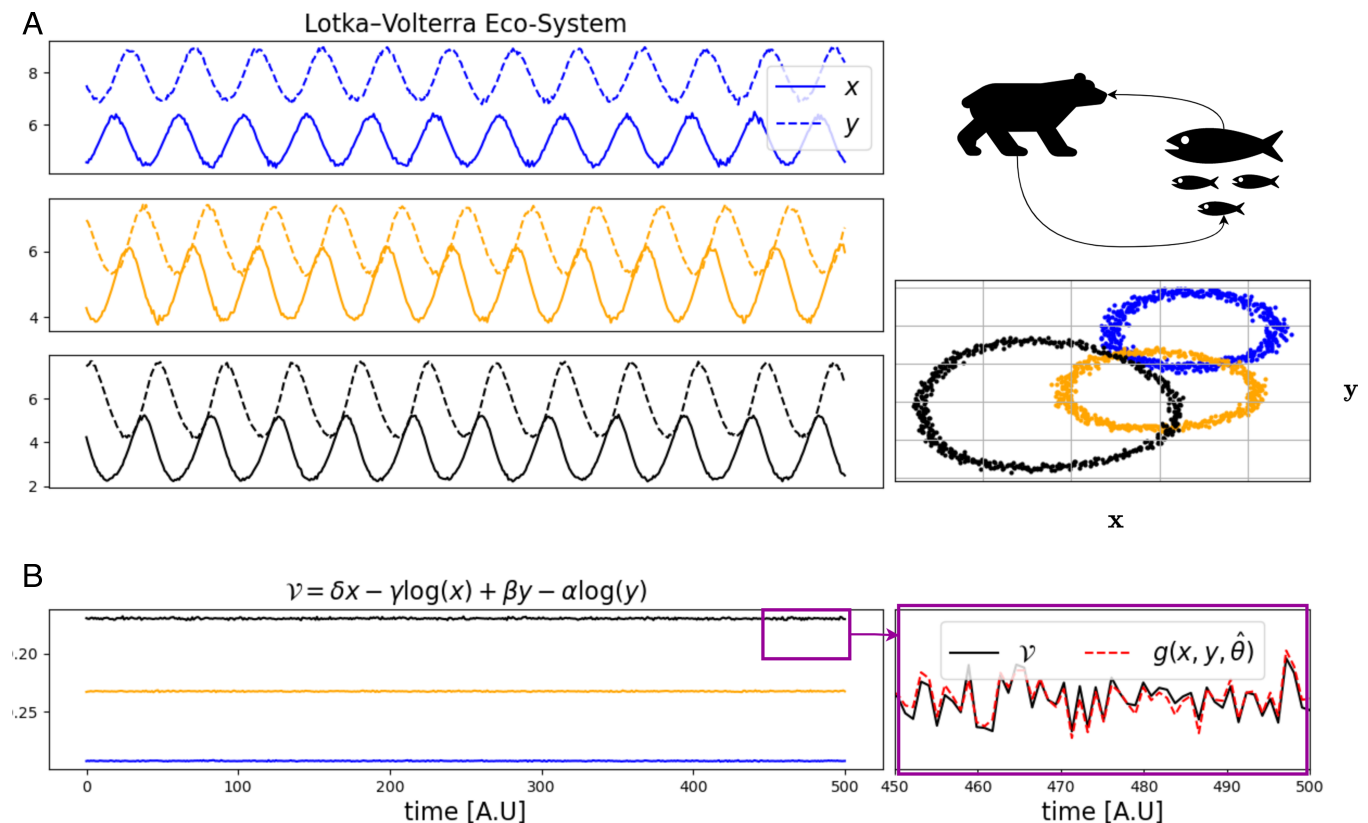 A
Lotka–Volterra Eco-System
8
6
x
y
6
4
6
4
2
y
x
B
𝒱 = δx − γlog(x) + βy − αlog(y)
.20
.25
0 100 200 300 400 500
time [A.U]
𝒱 g(x, y, θ̂)
450 460 470 475 480 490 500
time [A.U]